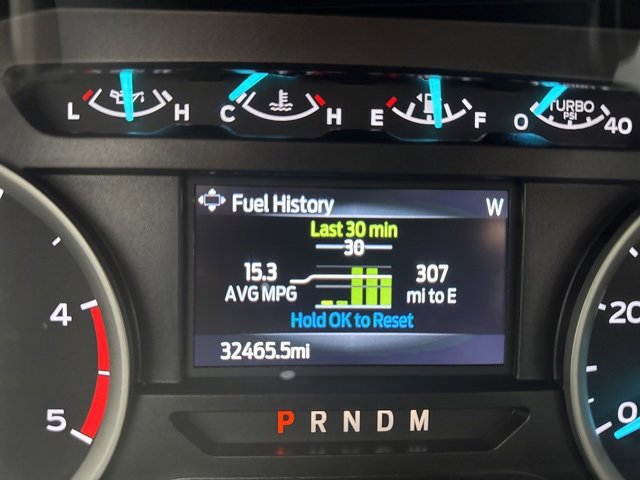 L H C H E F 0 TURBO PSI 40
Fuel History W
Last 30 min
30
15.3 307
AVG MPG mi to E
Hold OK to Reset
32465.5mi
4 20
5 0
P R N D M